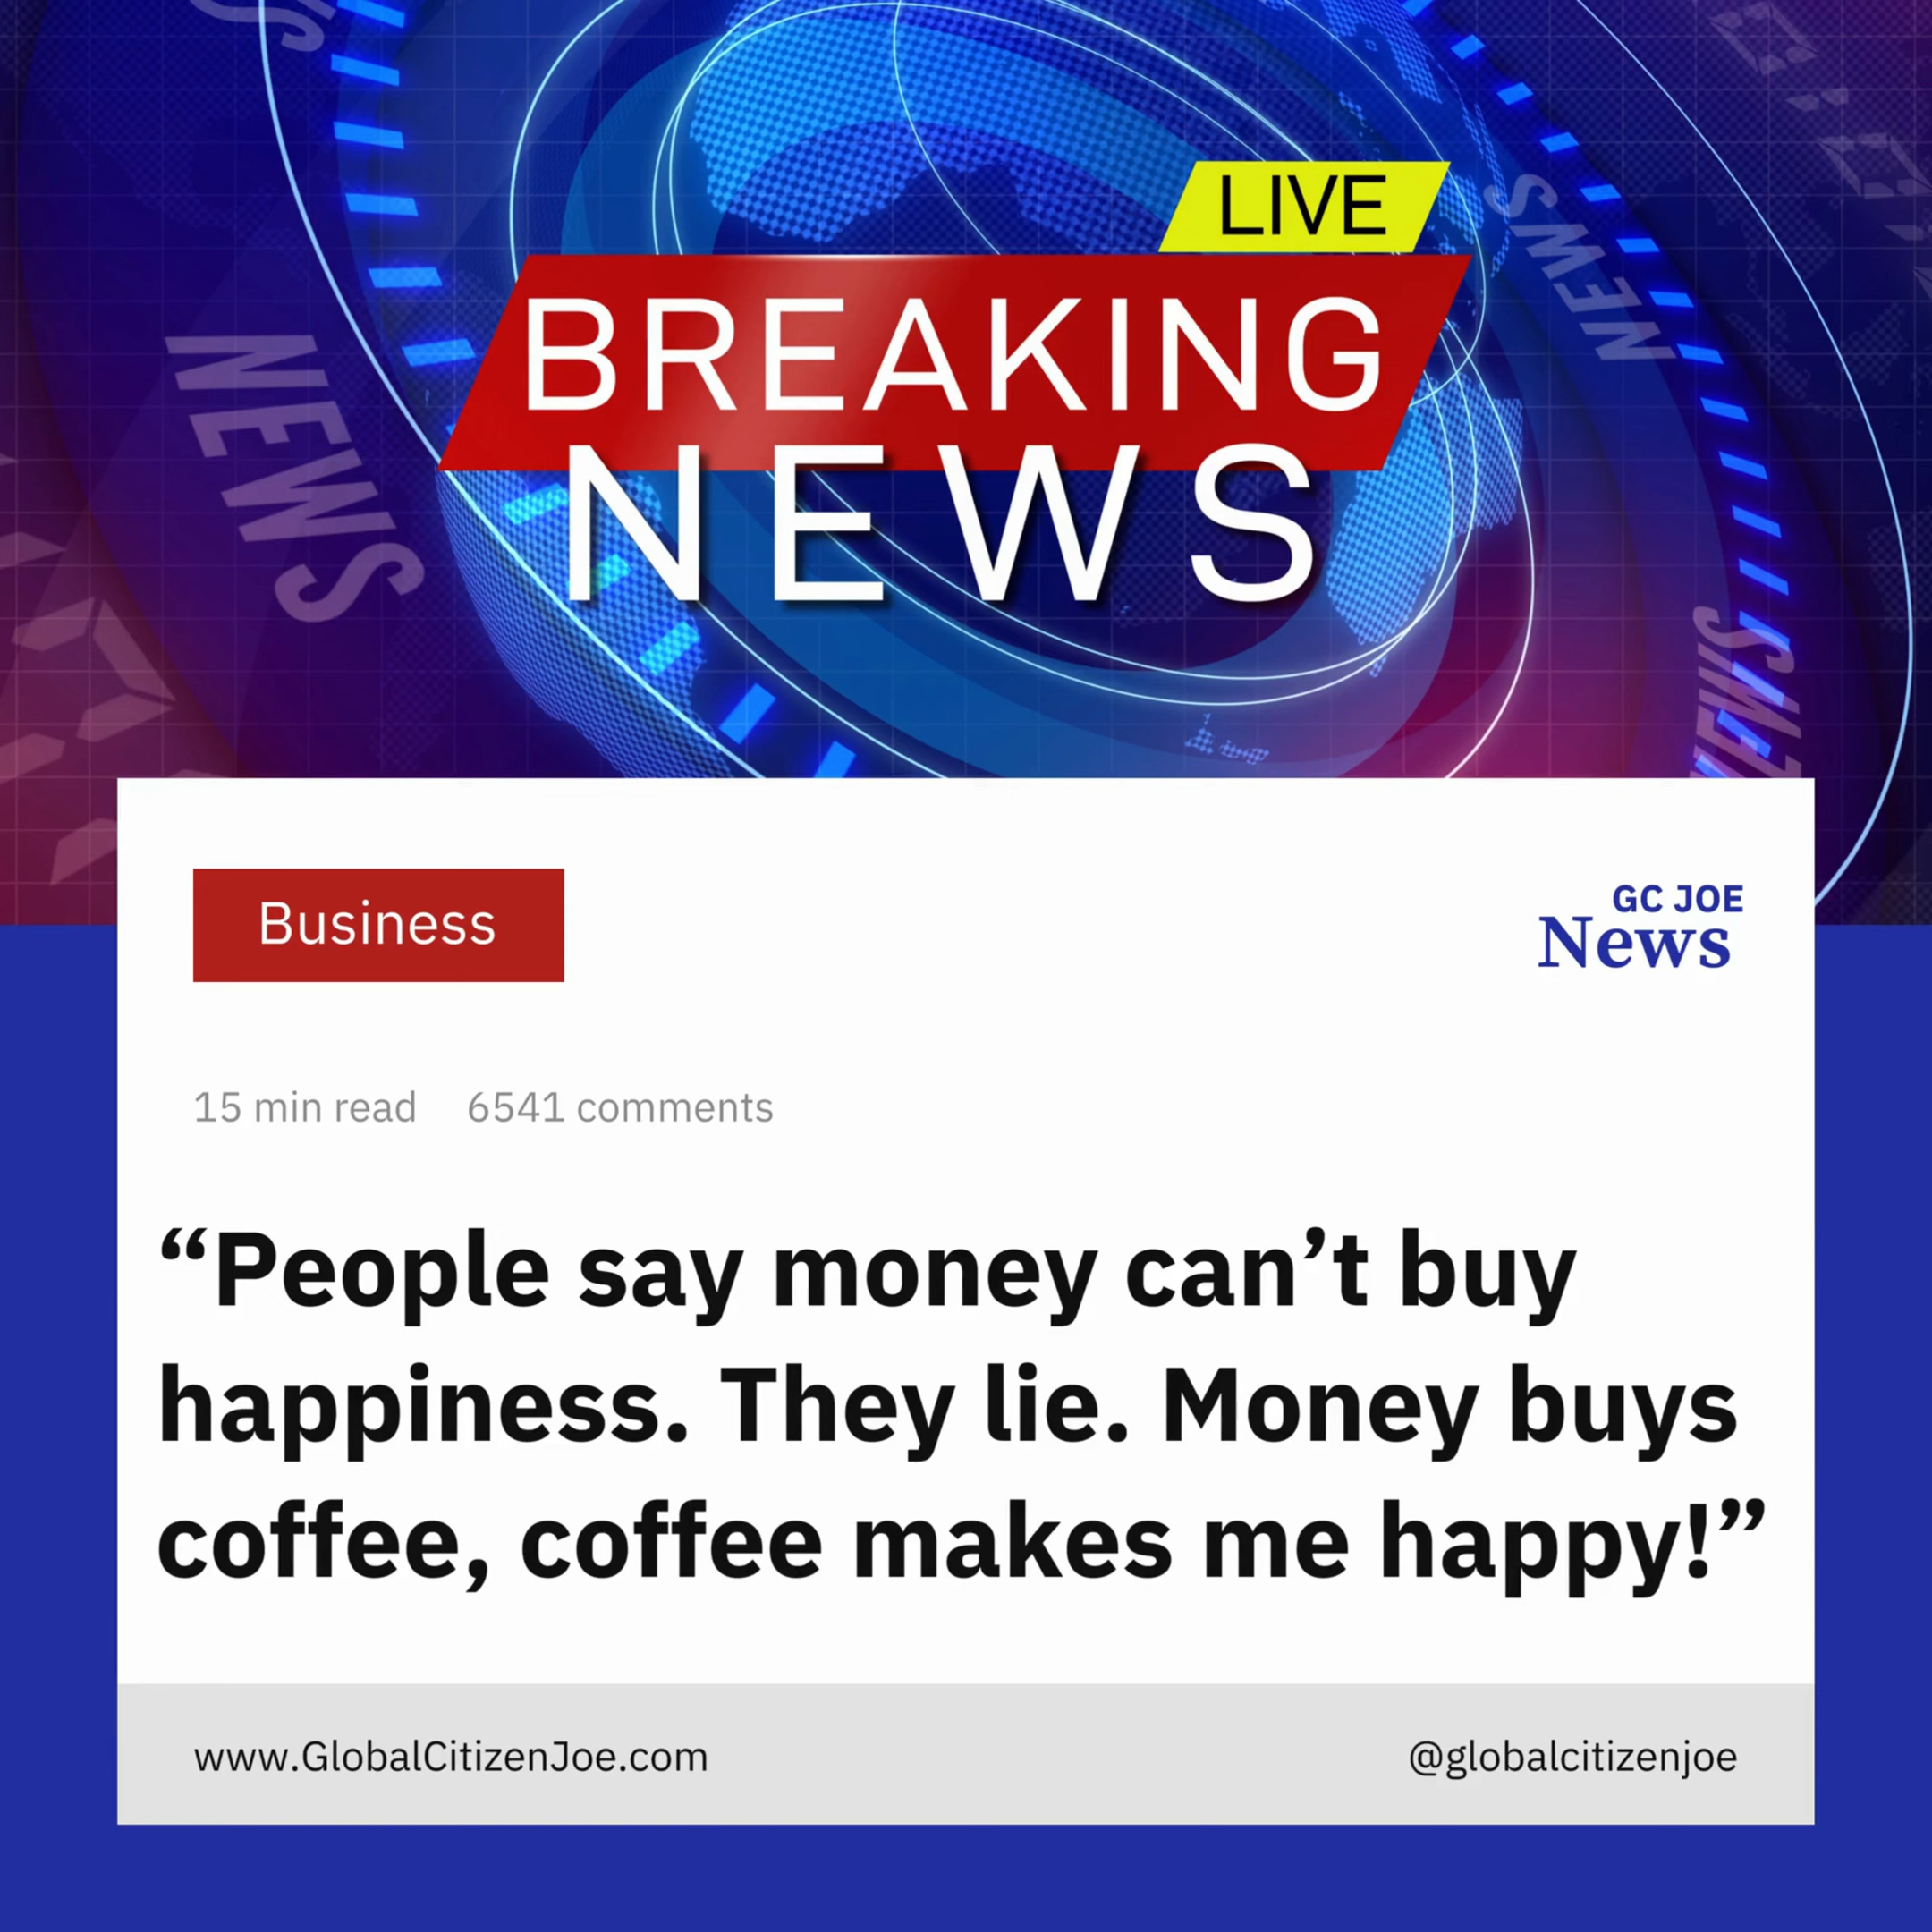 LIVE
BREAKING
NEWS
NEWS
NEWS
NEWS
Business
GC JOE
News
15 min read 6541 comments
“People say money can’t buy
happiness. They lie. Money buys
coffee, coffee makes me happy!”
www.GlobalCitizenJoe.com
@globalcitizenjoe